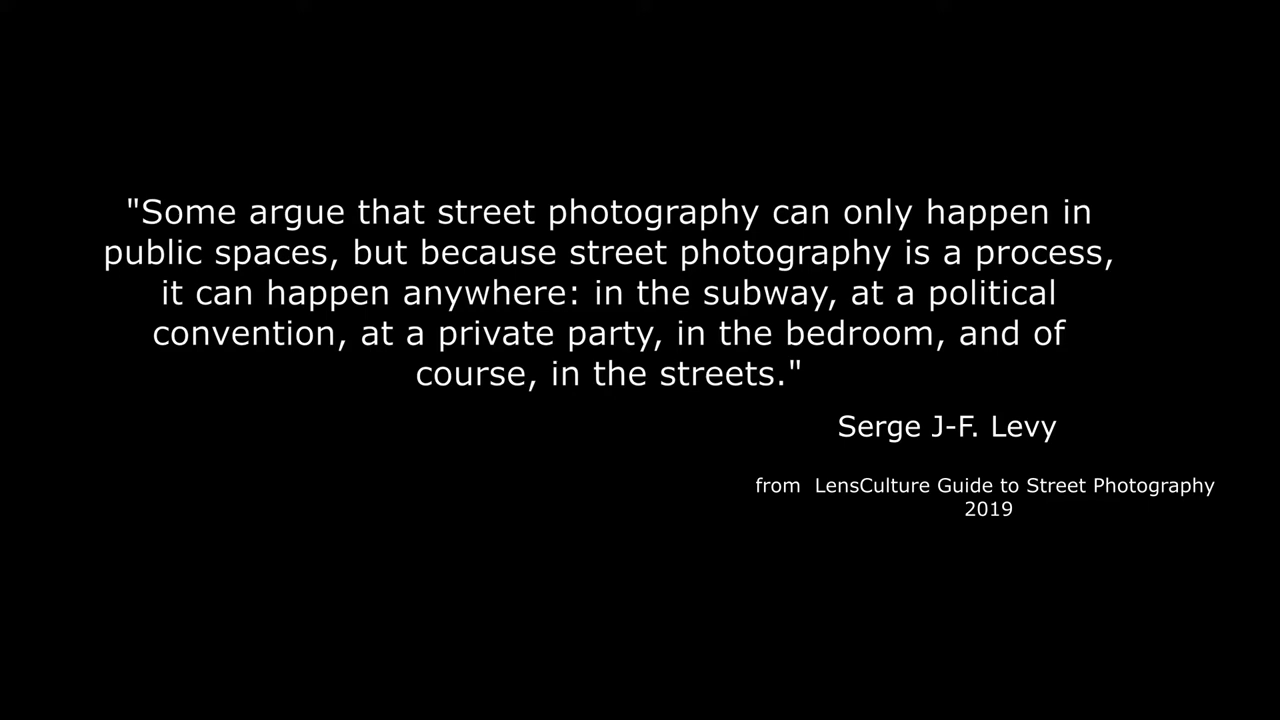 "Some argue that street photography can only happen in
public spaces, but because street photography is a process,
it can happen anywhere: in the subway, at a political
convention, at a private party, in the bedroom, and of
course, in the streets."
Serge J-F. Levy
from  LensCulture Guide to Street Photography
2019